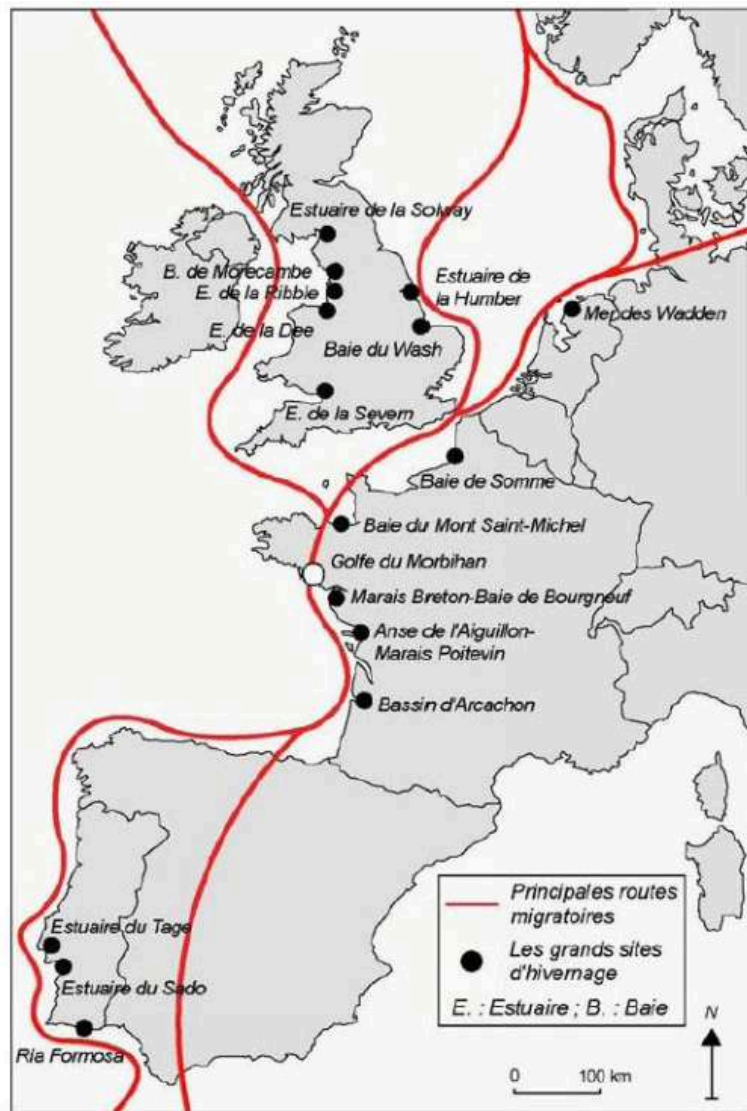 Estuaire de la Solway
B. de Morecambe
E. de la Ribble
E. de la Dee
Estuaire de
la Humber
Baie du Wash
Mer des Wadden
E. de la Severn
Baie de Somme
Baie du Mont Saint-Michel
Golfe du Morbihan
Marais Breton-Baie de Bourgneuf
Anse de l'Aiguillon-
Marais Poitevin
Bassin d'Arcachon
Estuaire du Tage
Estuaire du Sado
Ria Formosa
Principales routes
migratoires
Les grands sites
d'hivernage
E. : Estuaire ; B. : Baie
N
0 100 km